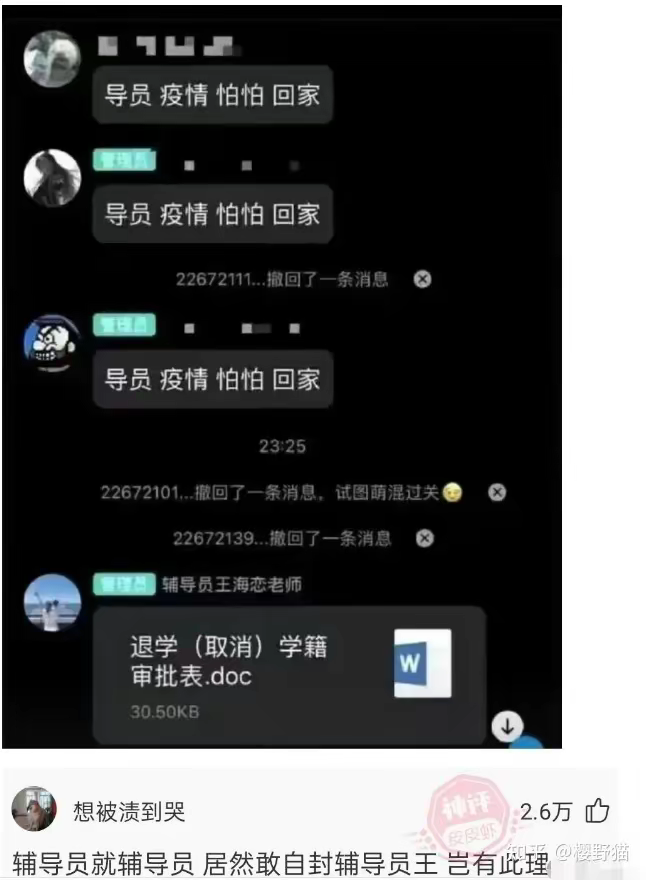 导员 疫情 怕怕 回家
管理员
导员 疫情 怕怕 回家
22672111...撤回了一条消息
管理员
导员 疫情 怕怕 回家
23:25
22672101...撤回了一条消息，试图萌混过关😉
22672139...撤回了一条消息
管理员 辅导员王海恋老师
退学（取消）学籍
审批表.doc
W
30.50KB
想被渍到哭
神评
皮皮虾
2.6万
辅导员就辅导员 居然敢自封辅导员王 岂有此理
知乎 @樱野猫